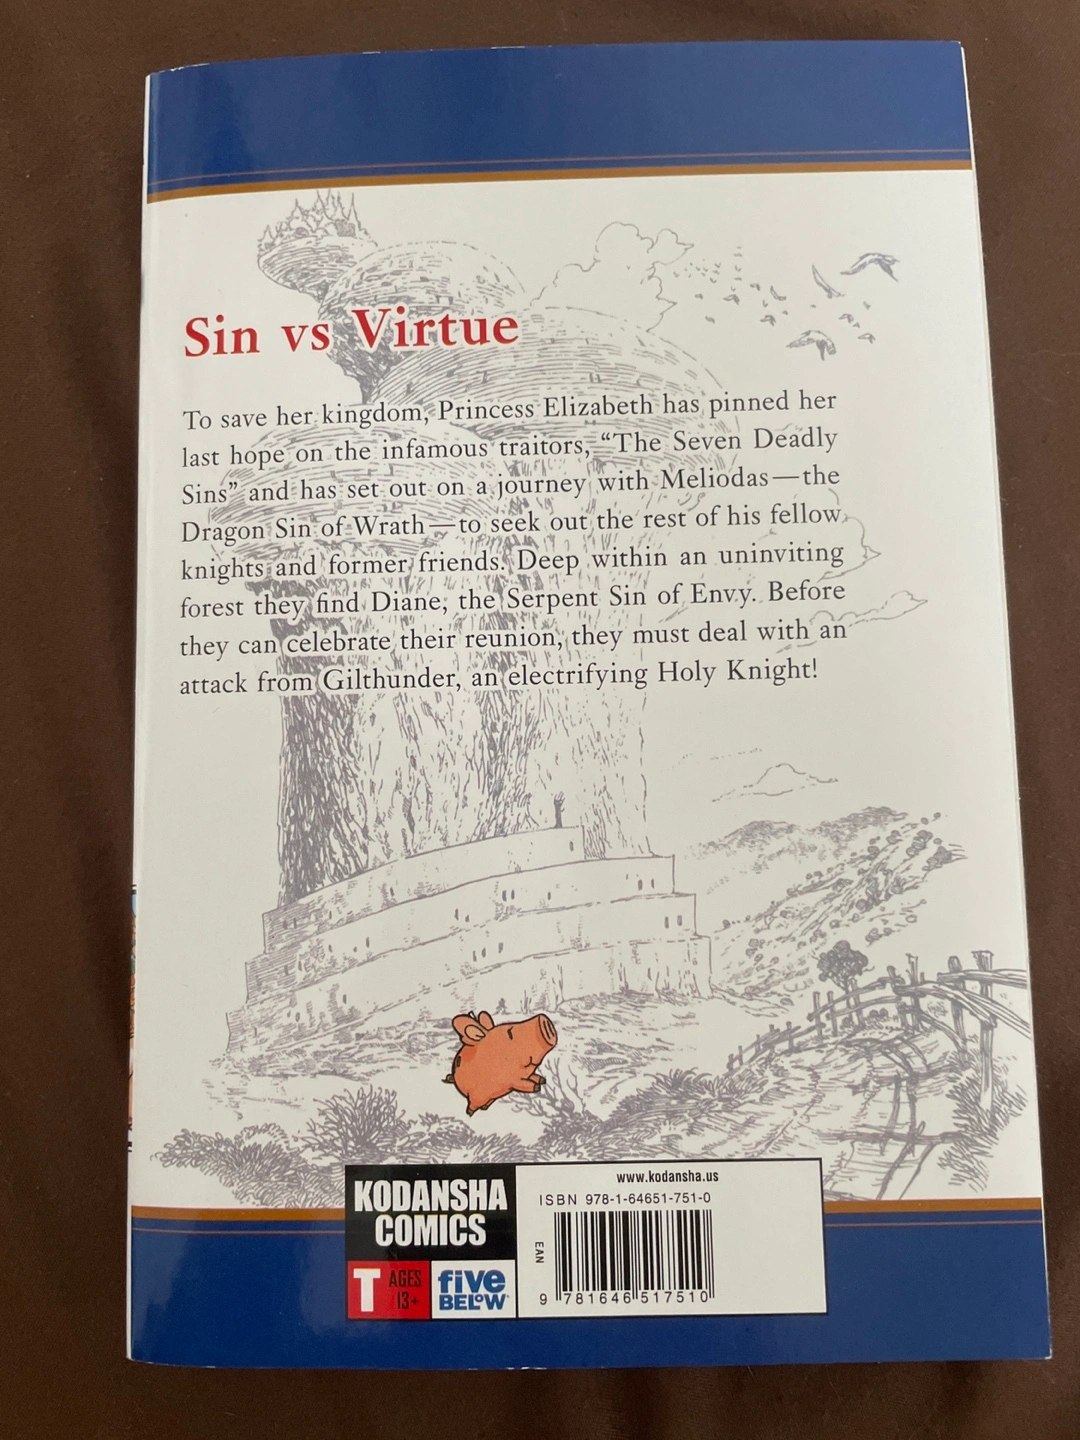 Sin vs Virtue
To save her kingdom, Princess Elizabeth has pinned her
last hope on the infamous traitors, “The Seven Deadly
Sins” and has set out on a journey with Meliodas—the
Dragon Sin of Wrath—to seek out the rest of his fellow
knights and former friends. Deep within an uninviting
forest they find Diane, the Serpent Sin of Envy. Before
they can celebrate their reunion, they must deal with an
attack from Gilthunder, an electrifying Holy Knight!
KODANSHA
COMICS
T AGES
13+
five
BELOW
www.kodansha.us
ISBN 978-1-64651-751-0
EAN
9 781646 517510